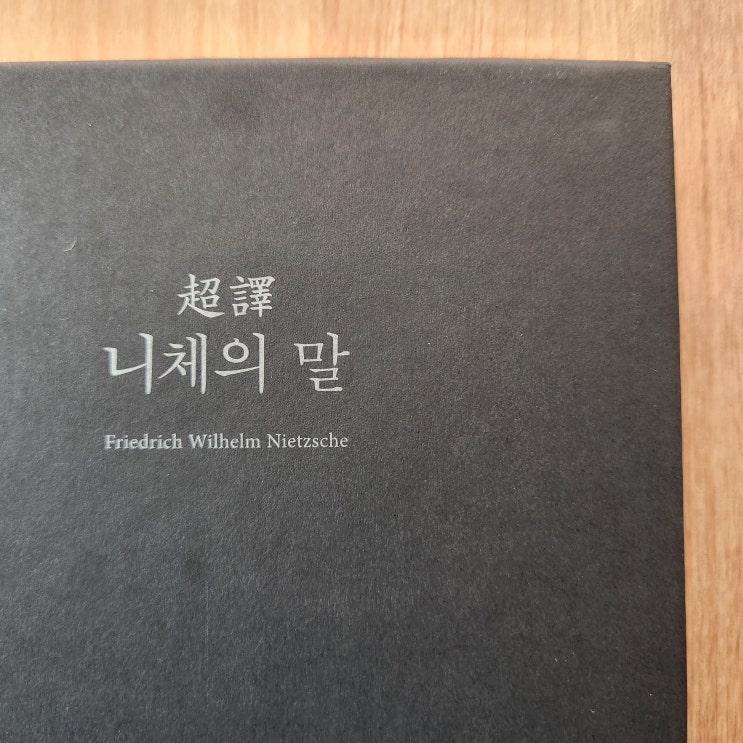 超譯
니체의 말
Friedrich Wilhelm Nietzsche